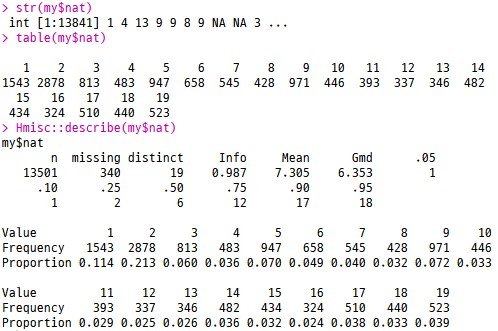 > str(my$nat)
 int [1:13841] 1 4 13 9 9 8 9 NA NA 3 ...
> table(my$nat)
   1    2    3    4    5    6    7    8    9   10   11   12   13   14
1543 2878  813  483  947  658  545  428  971  446  393  337  346  482
  15   16   17   18   19
 434  324  510  440  523
> Hmisc::describe(my$nat)
my$nat
       n  missing distinct     Info     Mean      Gmd      .05
   13501      340       19    0.987    7.305    6.353        1
     .10      .25      .50      .75      .90      .95
       1        2        6       12       17       18
Value          1     2     3     4     5     6     7     8     9    10
Frequency   1543  2878   813   483   947   658   545   428   971   446
Proportion 0.114 0.213 0.060 0.036 0.070 0.049 0.040 0.032 0.072 0.033
Value         11    12    13    14    15    16    17    18    19
Frequency    393   337   346   482   434   324   510   440   523
Proportion 0.029 0.025 0.026 0.036 0.032 0.024 0.038 0.033 0.039